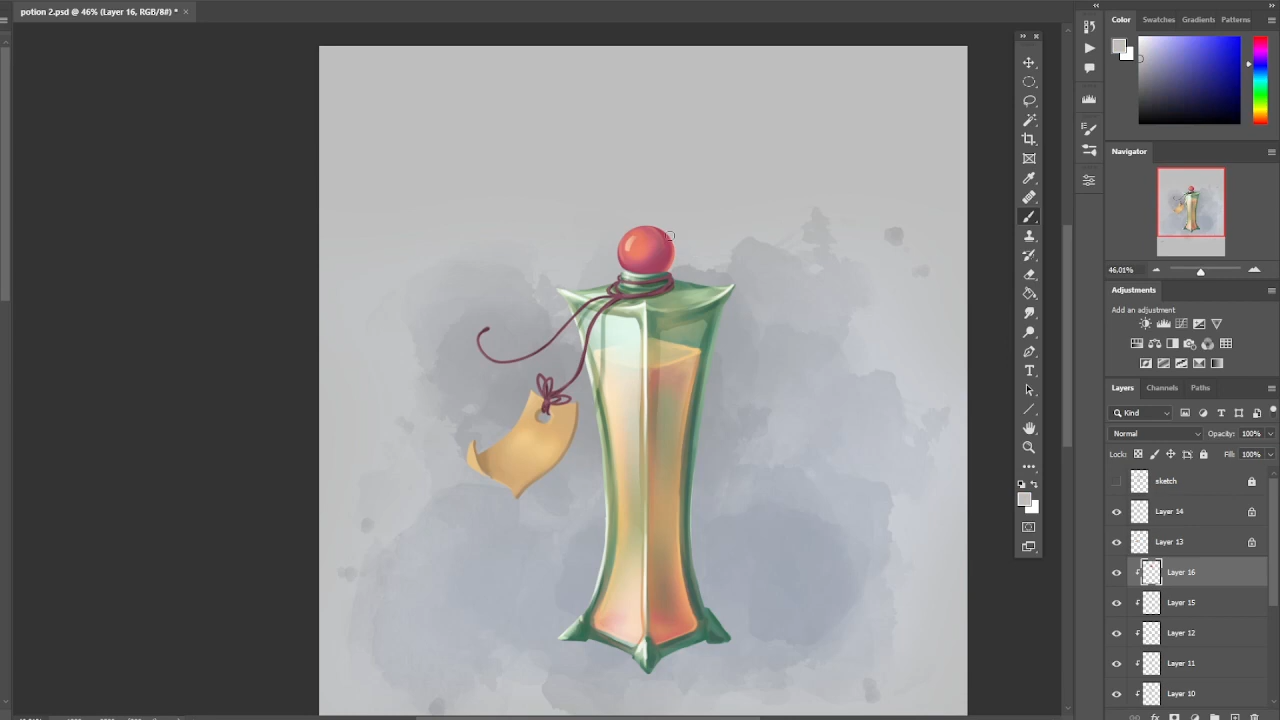 potion 2.psd @ 46% (Layer 16, RGB/8#) *
Color Swatches Gradients Patterns
Navigator
46.01%
Adjustments
Add an adjustment
Layers Channels Paths
Kind
Normal Opacity: 100%
Lock: Fill: 100%
sketch
Layer 14
Layer 13
Layer 16
Layer 15
Layer 12
Layer 11
Layer 10